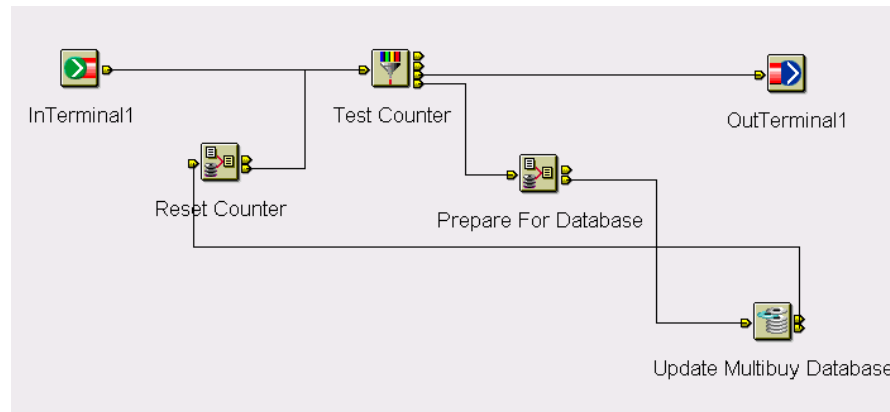 InTerminal1
Test Counter
OutTerminal1
Reset Counter
Prepare For Database
Update Multibuy Database